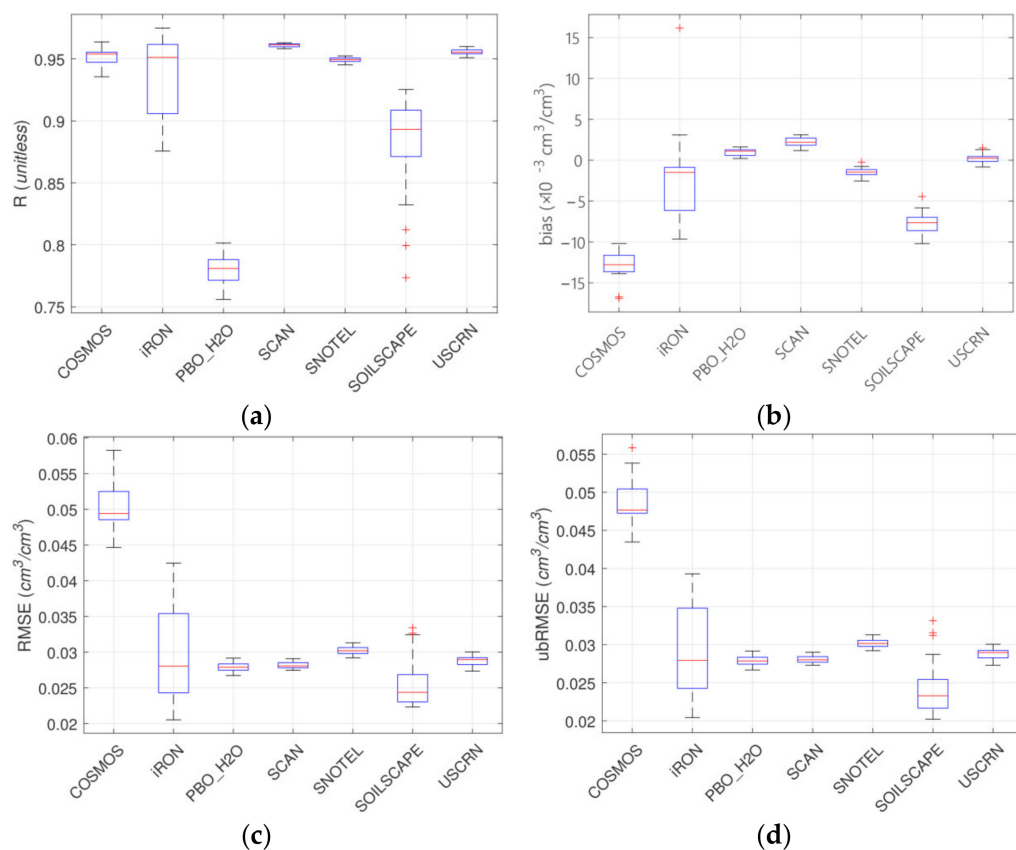 R (unitless)
0.95
0.9
0.85
0.8
0.75
COSMOS
iRON
PBO_H2O
SCAN
SNOTEL
SOILSCAPE
USCRN
(a)
bias (×10 -3 cm3/cm3)
15
10
5
0
−5
−10
−15
COSMOS
iRON
PBO_H2O
SCAN
SNOTEL
SOILSCAPE
USCRN
(b)
RMSE (cm3/cm3)
0.06
0.055
0.05
0.045
0.04
0.035
0.03
0.025
0.02
COSMOS
iRON
PBO_H2O
SCAN
SNOTEL
SOILSCAPE
USCRN
(c)
ubRMSE (cm3/cm3)
0.055
0.05
0.045
0.04
0.035
0.03
0.025
0.02
COSMOS
iRON
PBO_H2O
SCAN
SNOTEL
SOILSCAPE
USCRN
(d)